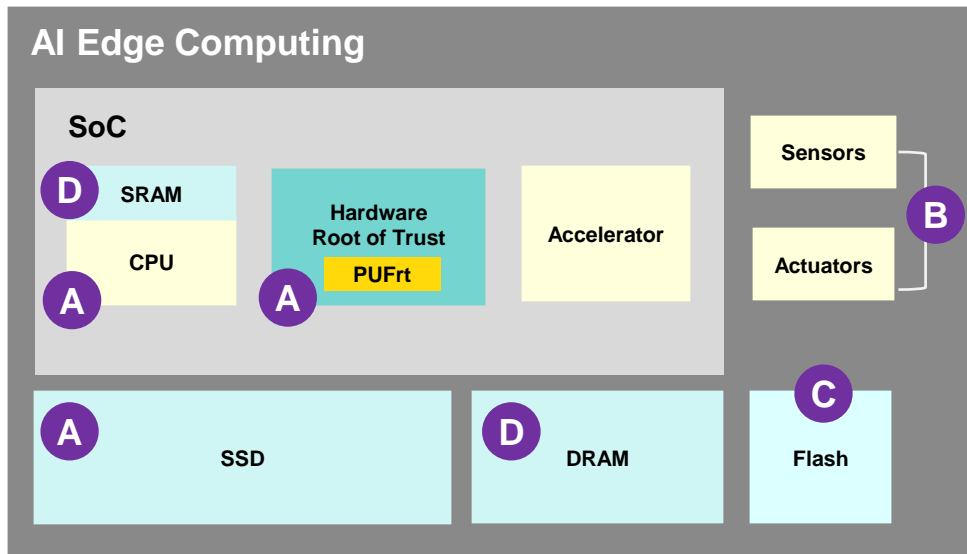 AI Edge Computing
SoC
D
SRAM
CPU
A
Hardware
Root of Trust
PUFrt
A
Accelerator
Sensors
B
Actuators
A
SSD
D
DRAM
C
Flash